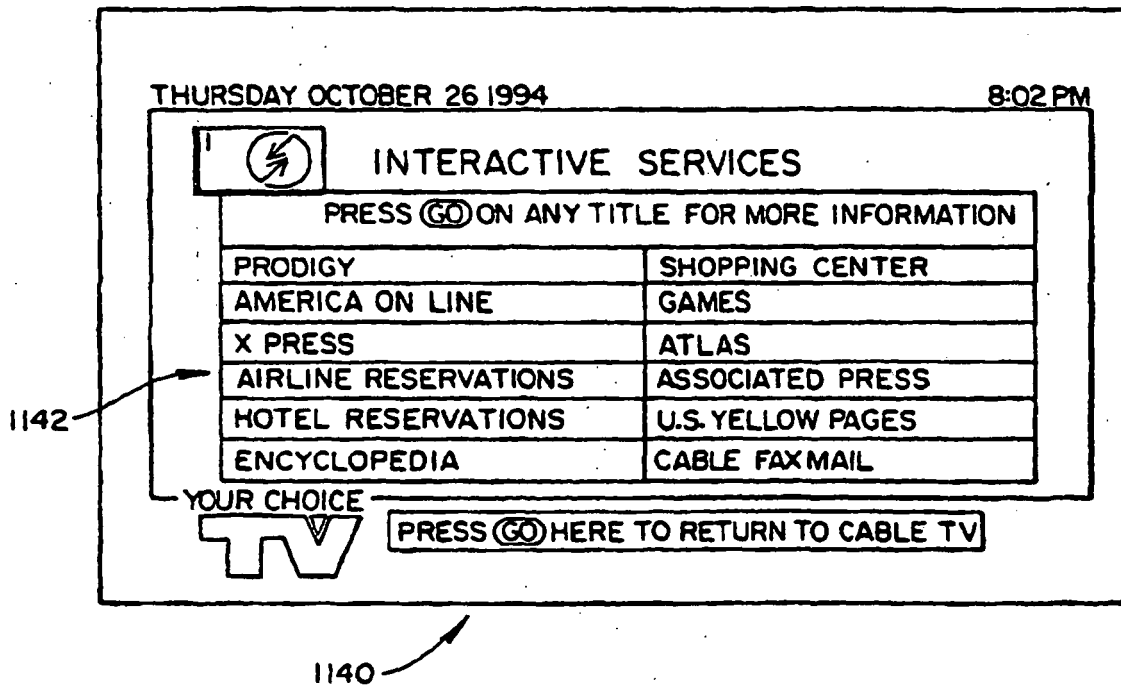 THURSDAY OCTOBER 26 1994 8:02 PM
1 INTERACTIVE SERVICES
PRESS GO ON ANY TITLE FOR MORE INFORMATION
PRODIGY SHOPPING CENTER
AMERICA ON LINE GAMES
X PRESS ATLAS
AIRLINE RESERVATIONS ASSOCIATED PRESS
1142
HOTEL RESERVATIONS U.S. YELLOW PAGES
ENCYCLOPEDIA CABLE FAXMAIL
YOUR CHOICE
TV PRESS GO HERE TO RETURN TO CABLE TV
1140